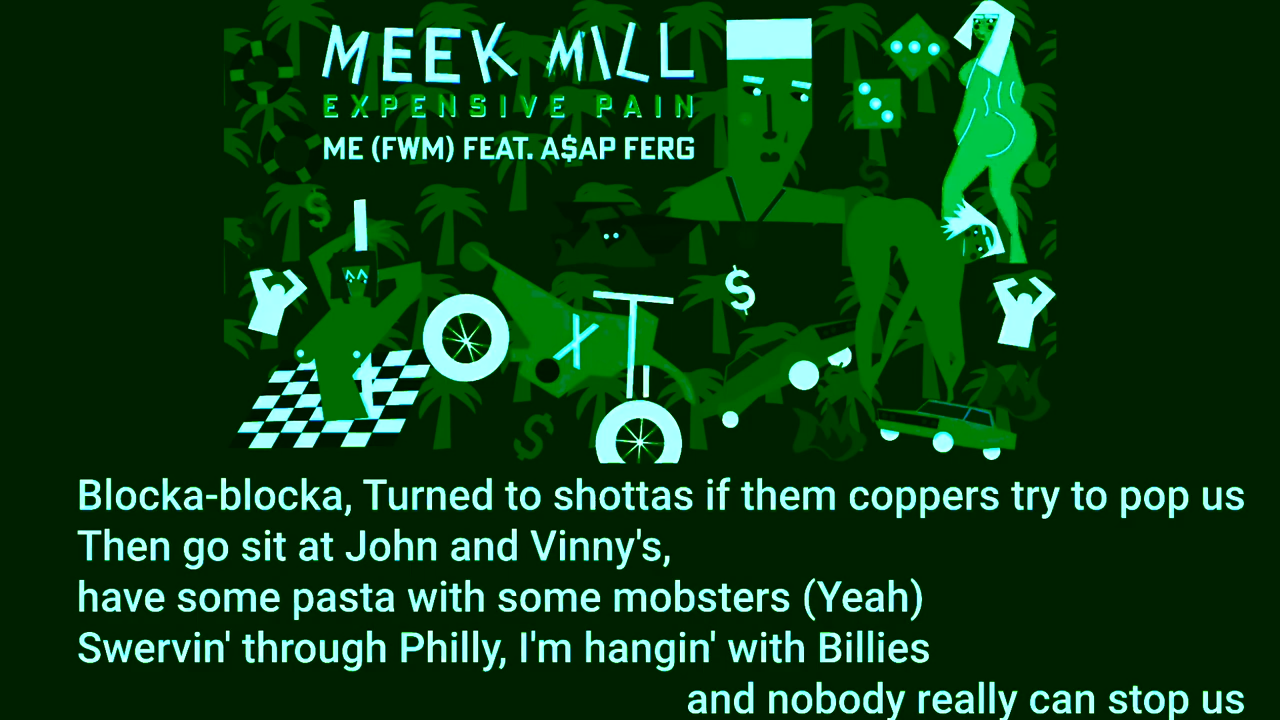 MEEK MILL
EXPENSIVE PAIN
ME (FWM) FEAT. A$AP FERG
$
$
$
$
Blocka-blocka, Turned to shottas if them coppers try to pop us
Then go sit at John and Vinny's,
have some pasta with some mobsters (Yeah)
Swervin' through Philly, I'm hangin' with Billies
and nobody really can stop us